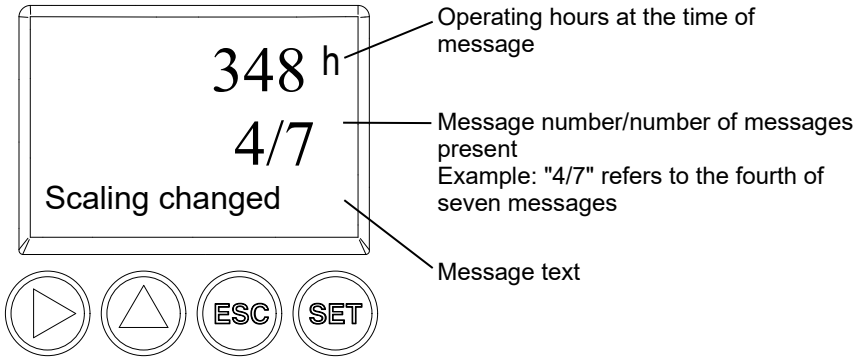 348 h
4/7
Scaling changed
Operating hours at the time of
message
Message number/number of messages
present
Example: "4/7" refers to the fourth of
seven messages
Message text
ESC
SET